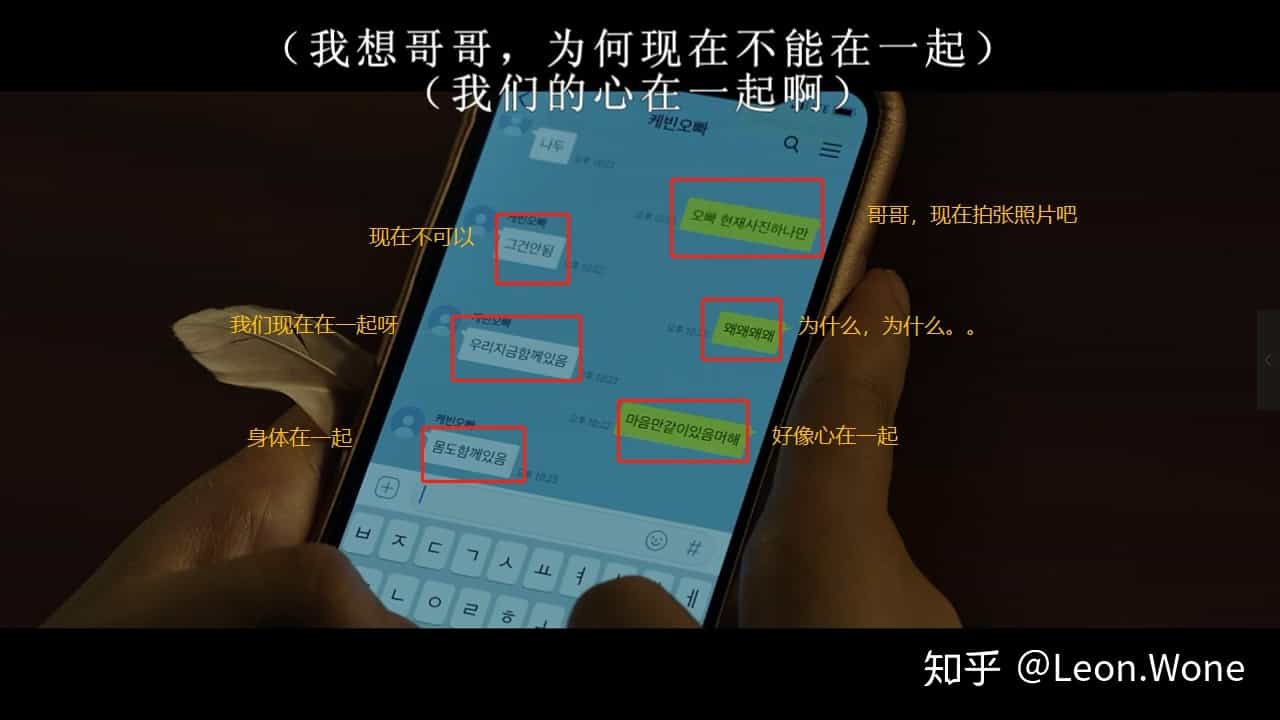 （我想哥哥，为何现在不能在一起）
（我们的心在一起啊）
케빈오빠
나두
오후 10:22
오빠 현재사진하나만
哥哥，现在拍张照片吧
케빈오빠
现在不可以
그건안됨
오후 10:22
왜왜왜왜
为什么，为什么。。
케빈오빠
我们现在在一起呀
우리지금함께있음
오후 10:22
마음만같이있음머해
好像心在一起
오후 10:22
케빈오빠
身体在一起
몸도함께있음
오후 10:23
#
ㅂ ㅈ ㄷ ㄱ ㅅ ㅛ ㅕ ㅔ
ㄴ ㅇ ㄹ ㅎ
知乎 @Leon.Wone